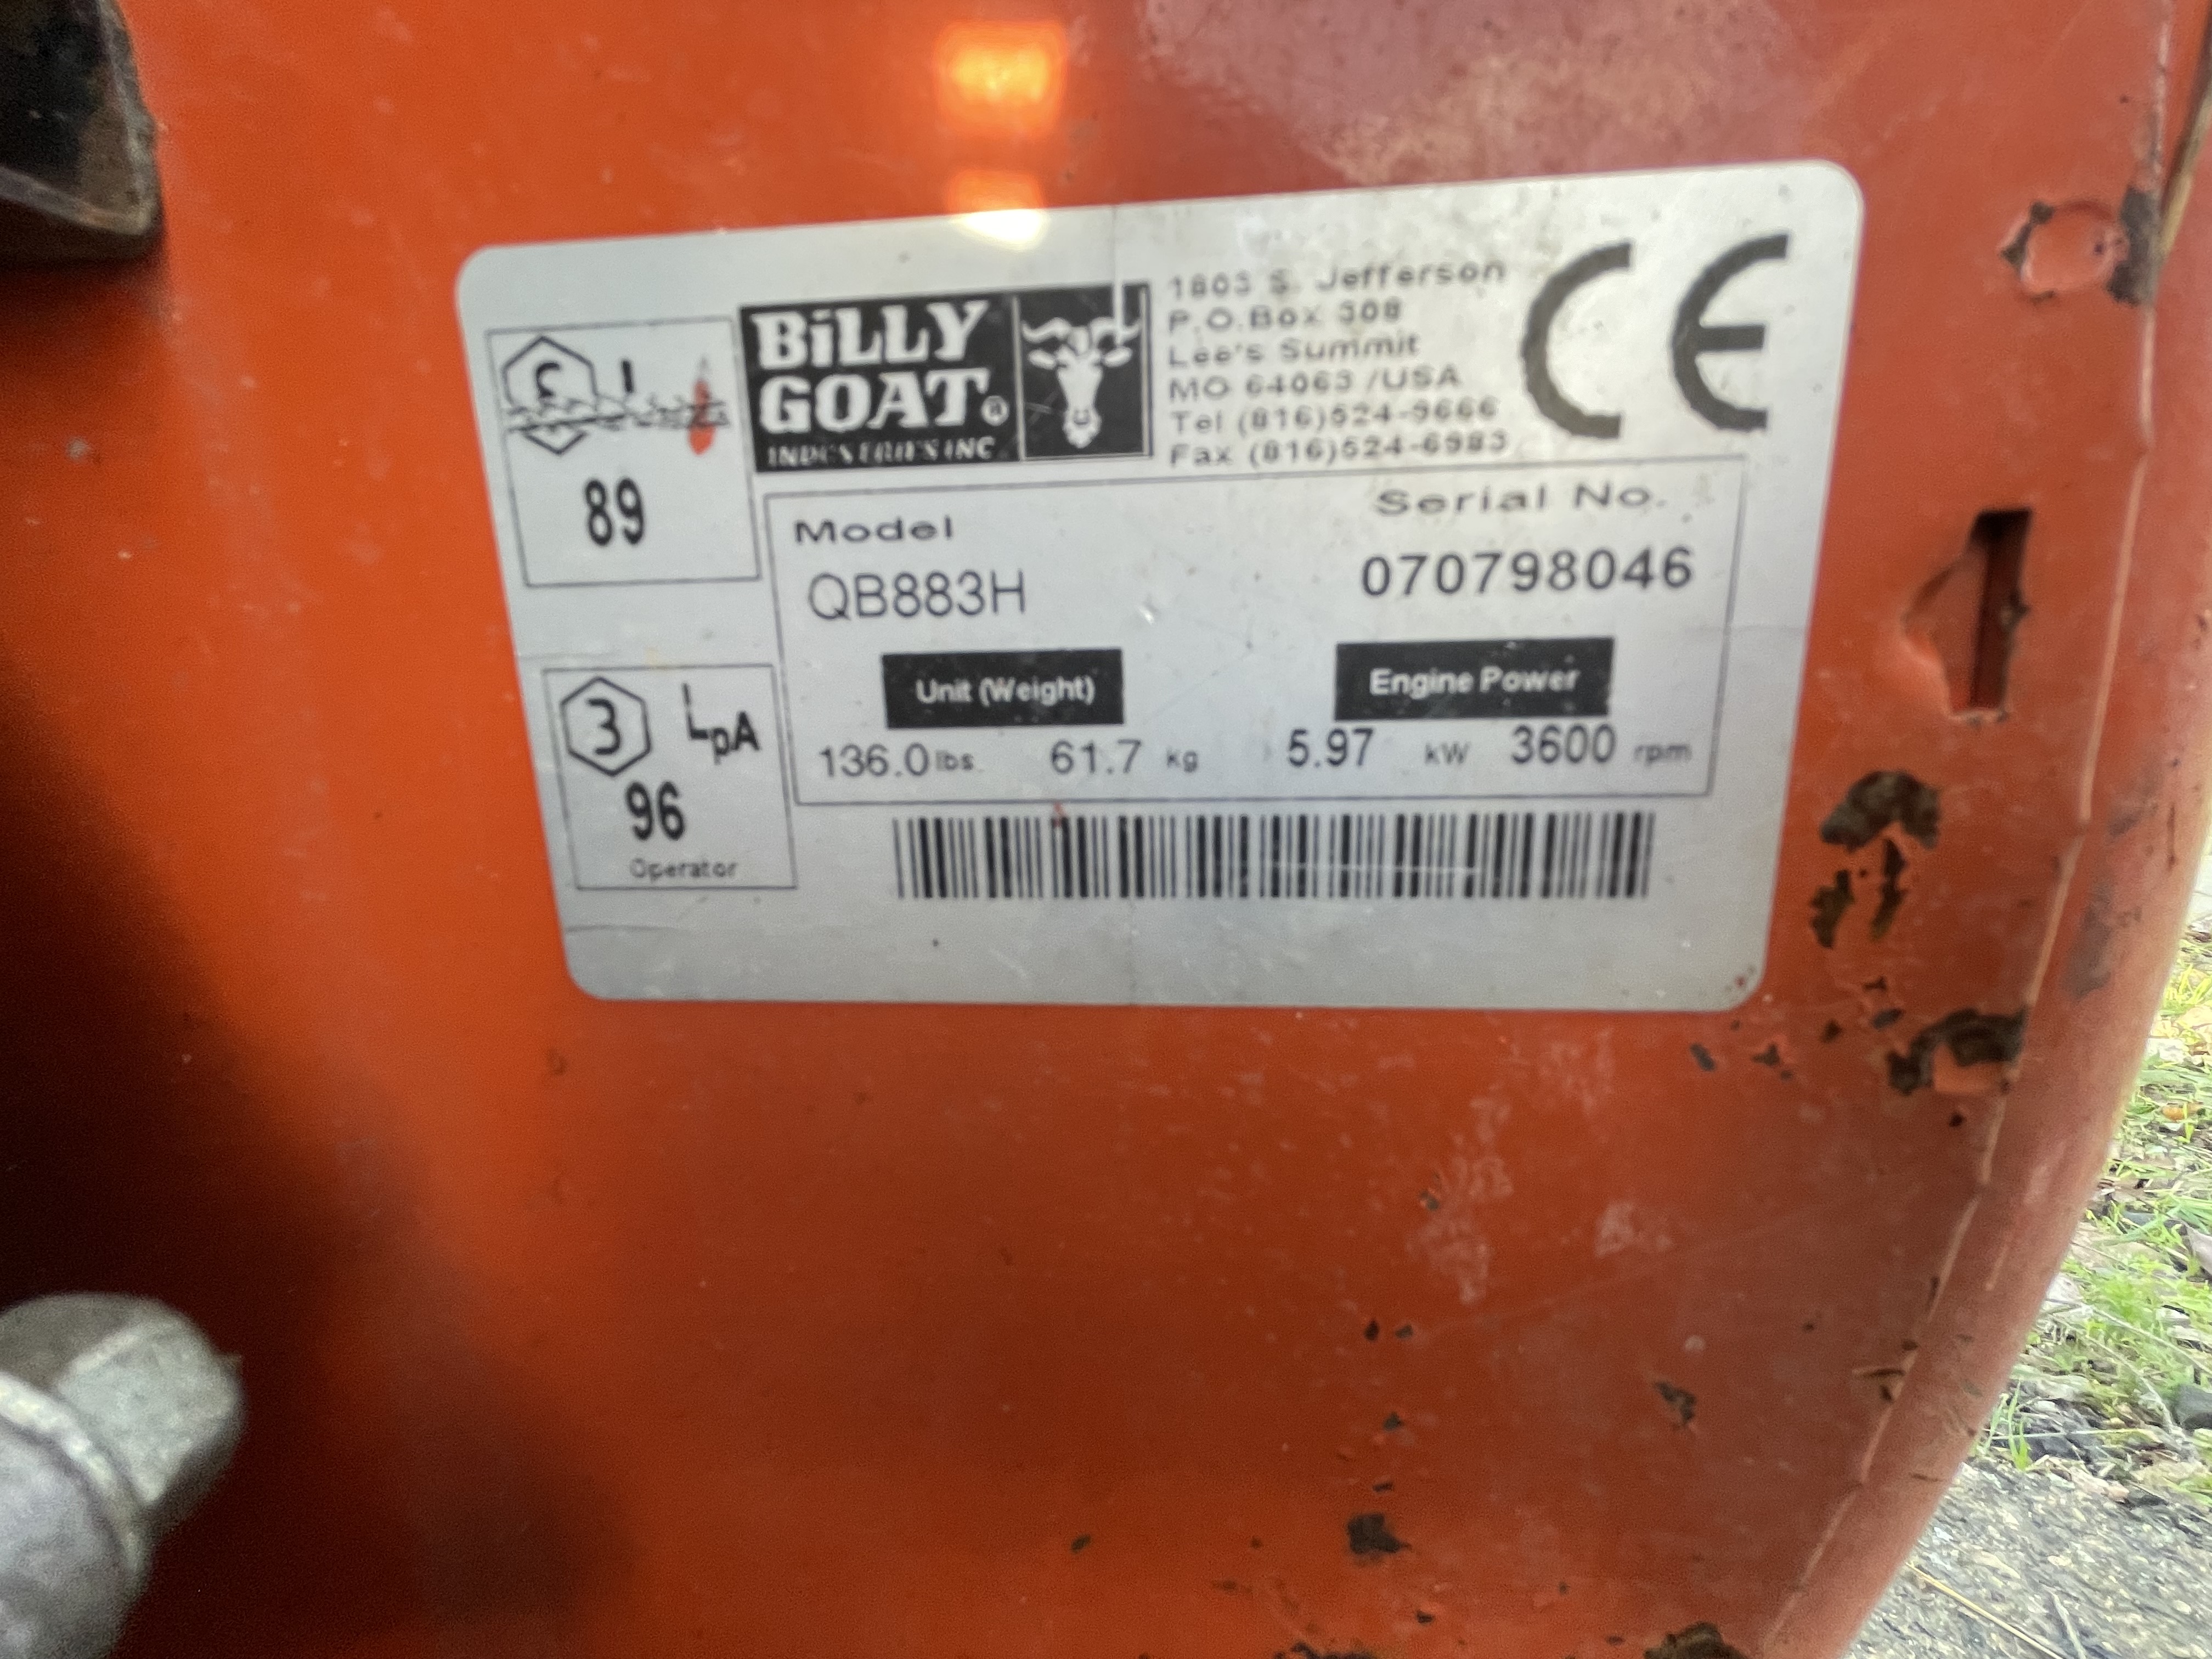 BiLLY
GOAT®
INDUSTRIES INC
1803 S. Jefferson
P.O.Box 308
Lee's Summit
MO 64063 /USA
Tel (816)524-9666
Fax (816)524-6983
CE
89
Model
Serial No.
QB883H
070798046
Unit (Weight)
Engine Power
136.0 lbs. 61.7 kg
5.97 kW 3600 rpm
LpA
96
Operator